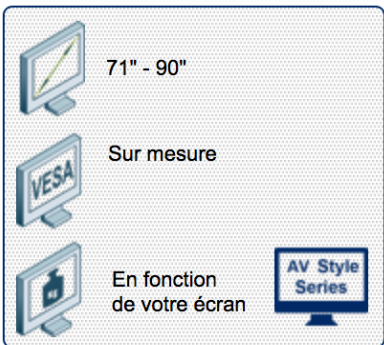 71" - 90"
Sur mesure
VESA
En fonction
de votre écran
AV Style
Series